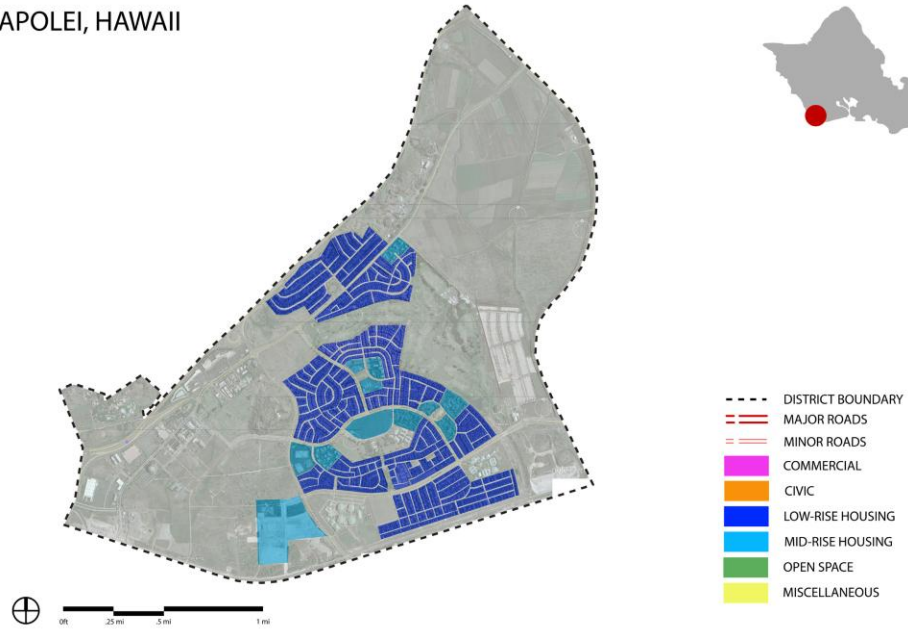 APOLEI, HAWAII
DISTRICT BOUNDARY
MAJOR ROADS
MINOR ROADS
COMMERCIAL
CIVIC
LOW-RISE HOUSING
MID-RISE HOUSING
OPEN SPACE
MISCELLANEOUS
0ft .25 mi .5 mi 1 mi